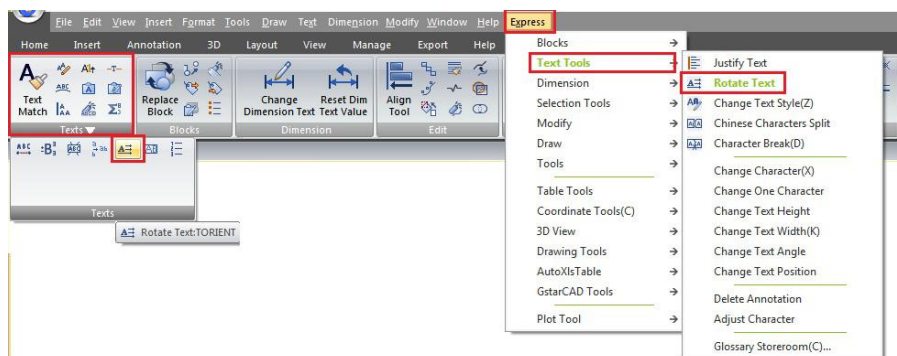 File Edit View Insert Format Tools Draw Text Dimension Modify Window Help Express
Home Insert Annotation 3D Layout View Manage Export Help
Text Match
Texts
Replace Block
Blocks
Change Dimension Text
Reset Dim Text Value
Dimension
Align Tool
Edit
Texts
Rotate Text:TORIENT
Blocks
Text Tools
Dimension
Selection Tools
Modify
Draw
Tools
Table Tools
Coordinate Tools(C)
3D View
Drawing Tools
AutoXlsTable
GstarCAD Tools
Plot Tool
Justify Text
Rotate Text
Change Text Style(Z)
Chinese Characters Split
Character Break(D)
Change Character(X)
Change One Character
Change Text Height
Change Text Width(K)
Change Text Angle
Change Text Position
Delete Annotation
Adjust Character
Glossary Storeroom(C)...